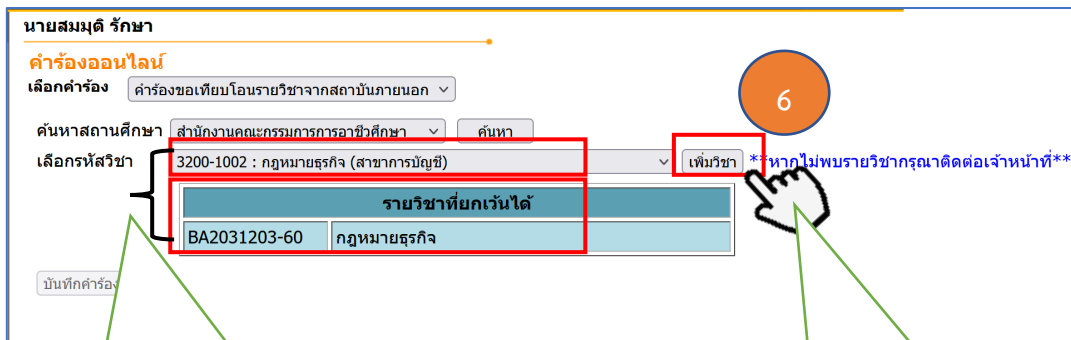 นายสมมุติ รักษา
คำร้องออนไลน์
เลือกคำร้อง คำร้องขอเทียบโอนรายวิชาจากสถาบันภายนอก
6
ค้นหาสถานศึกษา สำนักงานคณะกรรมการการอาชีวศึกษา ค้นหา
เลือกรหัสวิชา 3200-1002 : กฎหมายธุรกิจ (สาขาการบัญชี) เพิ่มวิชา **หากไม่พบรายวิชากรุณาติดต่อเจ้าหน้าที่**
รายวิชาที่ยกเว้นได้
BA2031203-60 กฎหมายธุรกิจ
บันทึกคำร้อง